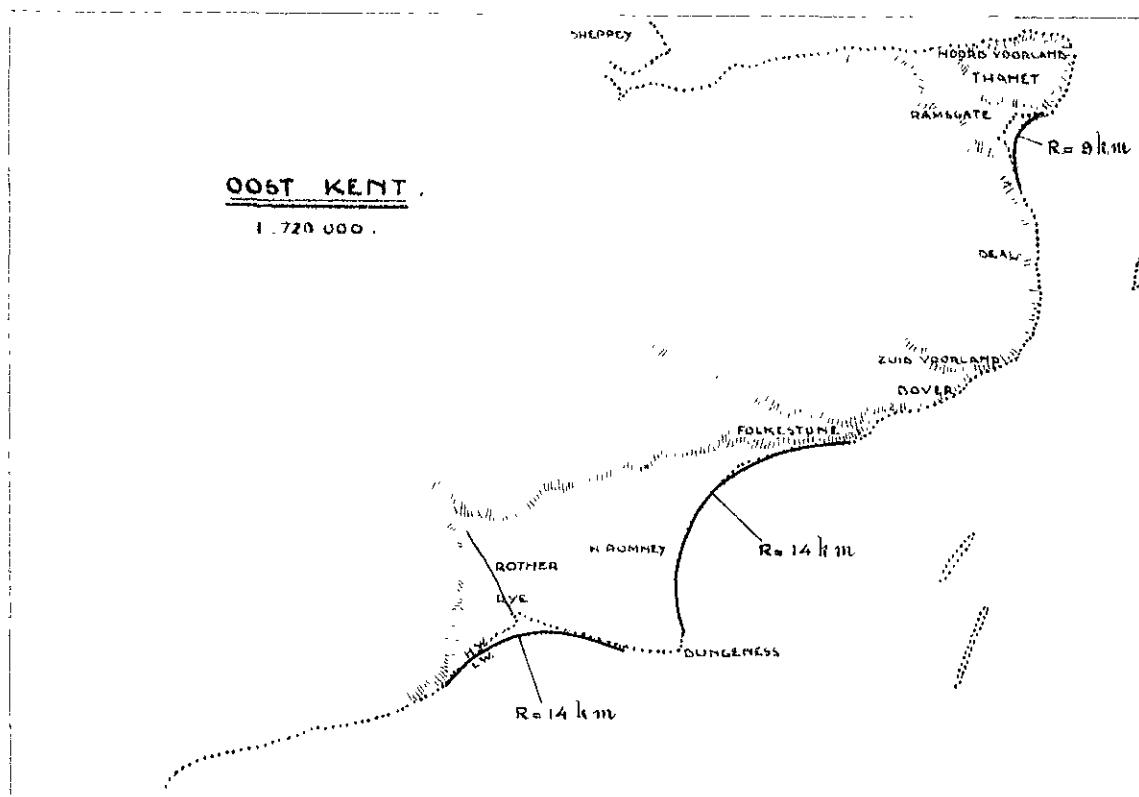 SHEPPEY
NOORD VOORLAND
THANET
RAMSGATE
R=9 km
OOST KENT.
1.720 000.
DEAL
ZUID VOORLAND
DOVER
FOLKESTONE
N ROMNEY
R=14 km
ROTHER
RYE
H.W.
L.W.
DUNGENESS
R=14 km